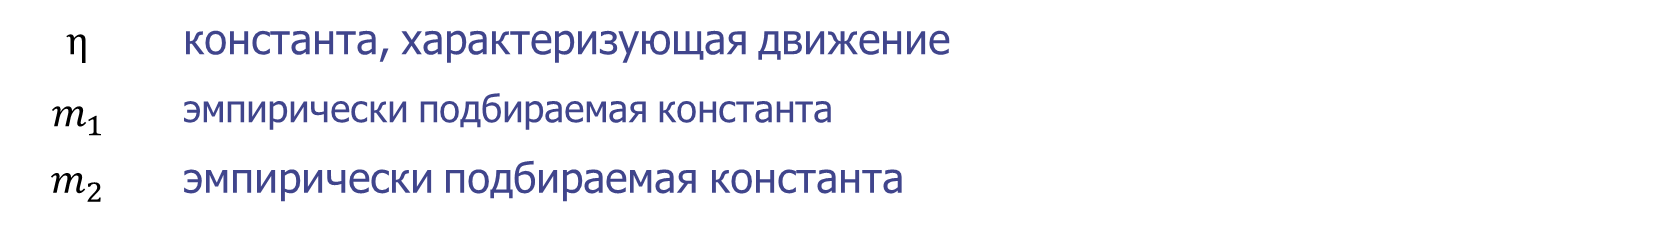 η константа, характеризующая движение
m₁ эмпирически подбираемая константа
m₂ эмпирически подбираемая константа